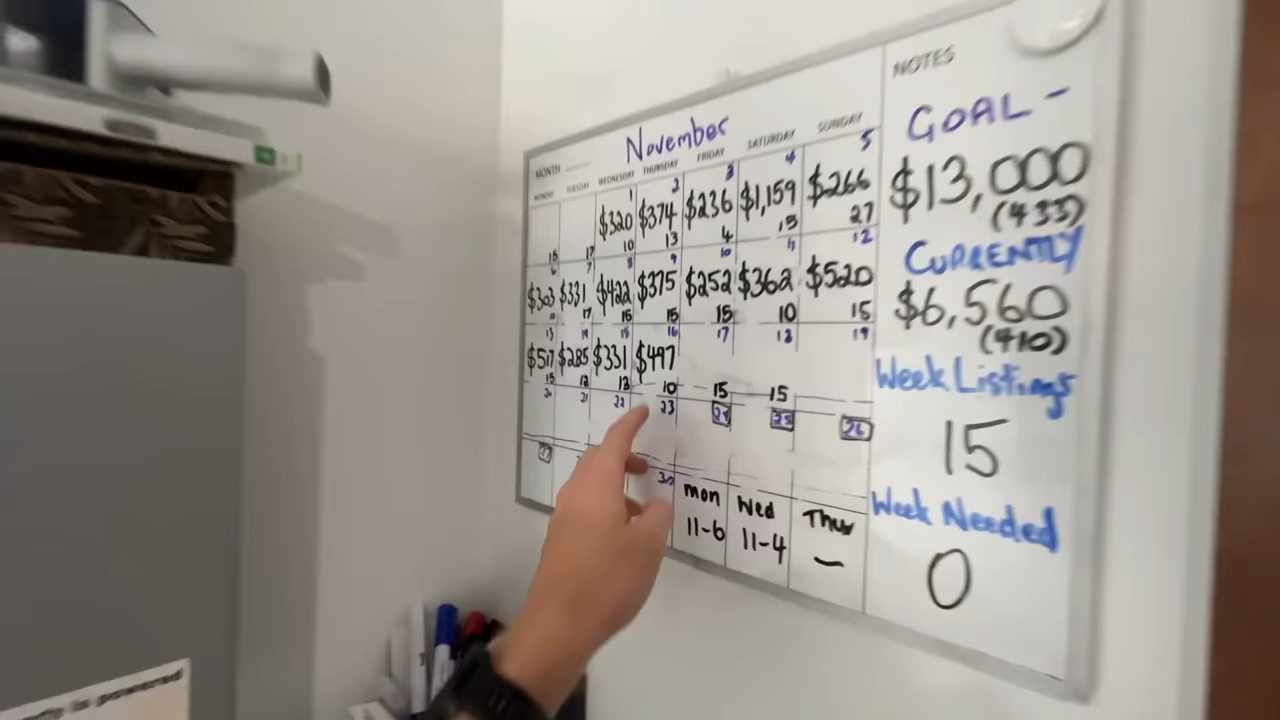 MONTH
November
NOTES
MONDAY TUESDAY WEDNESDAY THURSDAY FRIDAY SATURDAY SUNDAY
1 2 3 4 5
$320 $374 $236 $1,159 $266
10 13 4 15 27
6 7 8 9 10 11 12
$303 $331 $422 $375 $252 $362 $520
17 15 15 15 10 15
13 14 15 16 17 18 19
$517 $285 $331 $497
15 12 12 10 15 15
20 21 22 23 24 25 26
27 30
mon Wed Thur
11-6 11-4 —
GOAL -
$13,000
(433)
CURRENTLY
$6,560
(410)
Week Listings
15
Week Needed
0
is powered